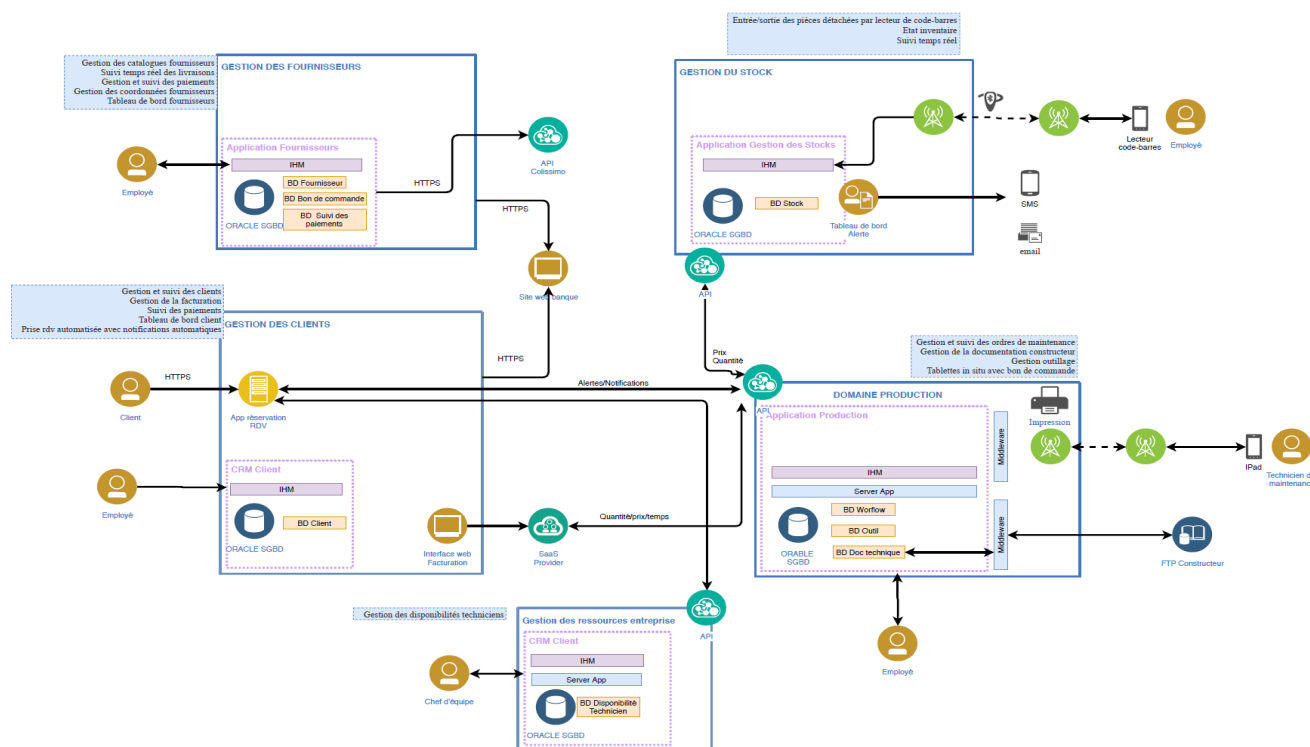 Gestion des catalogues fournisseurs
Suivi temps réel des livraisons
Gestion et suivi des paiements
Gestion des coordonnées fournisseurs
Tableau de bord fournisseurs
GESTION DES FOURNISSEURS
Application Fournisseurs
IHM
BD Fournisseur
BD Bon de commande
BD Suivi des
paiements
ORACLE SGBD
Employé
HTTPS
API
Colissimo
HTTPS
Site web banque
Entrée/sortie des pièces détachées par lecteur de code-barres
Etat inventaire
Suivi temps réel
GESTION DU STOCK
Application Gestion des Stocks
IHM
BD Stock
ORACLE SGBD
Tableau de bord
Alerte
Lecteur
code-barres
Employé
SMS
email
API
Prix
Quantité
Gestion et suivi des clients
Gestion de la facturation
Suivi des paiements
Tableau de bord client
Prise rdv automatisée avec notifications automatiques
GESTION DES CLIENTS
HTTPS
HTTPS
Client
App réservation
RDV
Alertes/Notifications
CRM Client
IHM
BD Client
ORACLE SGBD
Employé
Interface web
Facturation
SaaS
Provider
Quantité/prix/temps
Gestion et suivi des ordres de maintenance
Gestion de la documentation constructeur
Gestion outillage
Tablettes in situ avec bon de commande
API
DOMAINE PRODUCTION
Application Production
Impression
Middleware
IHM
Server App
BD Worflow
BD Outil
BD Doc technique
ORABLE
SGBD
Middleware
IPad
Technicien de
maintenance
FTP Constructeur
Employé
Gestion des disponibilités techniciens
Gestion des ressources entreprise
API
CRM Client
IHM
Server App
BD Disponibilité
Technicien
ORACLE SGBD
Chef d'équipe